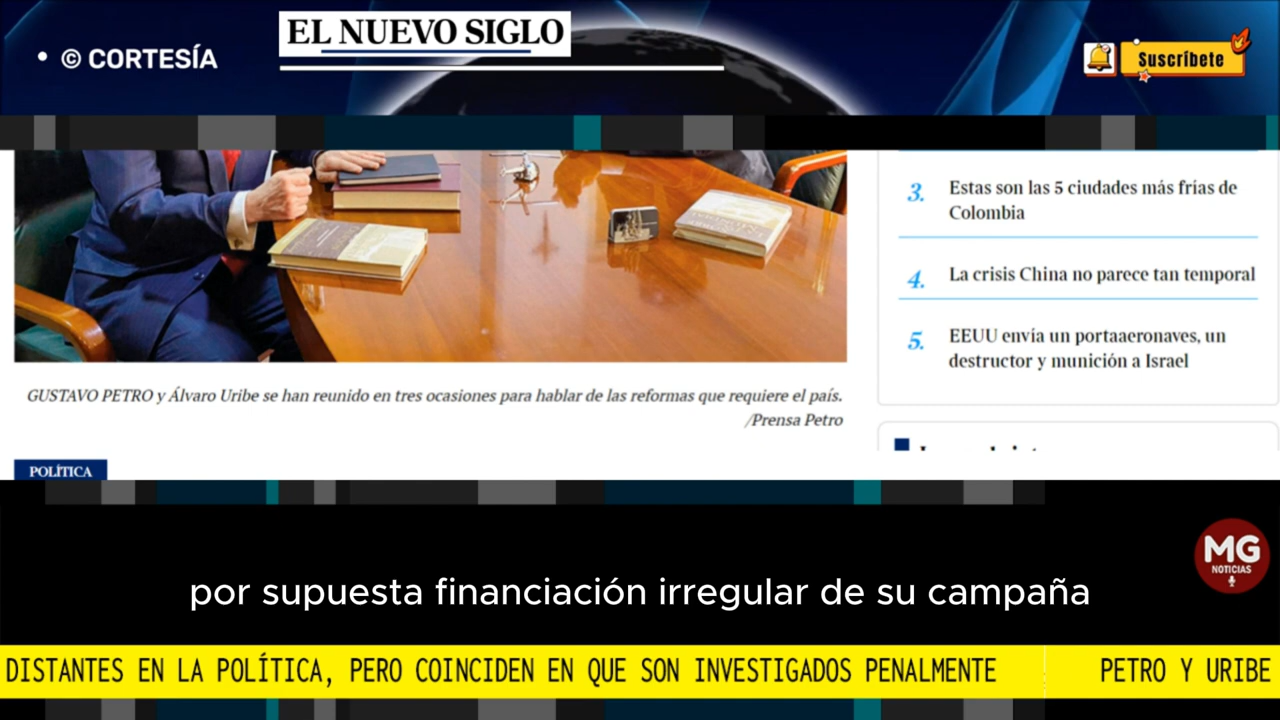 • © CORTESÍA
EL NUEVO SIGLO
Suscríbete
3. Estas son las 5 ciudades más frías de
Colombia
4. La crisis China no parece tan temporal
5. EEUU envía un portaaeronaves, un
destructor y munición a Israel
GUSTAVO PETRO y Álvaro Uribe se han reunido en tres ocasiones para hablar de las reformas que requiere el país.
/Prensa Petro
POLÍTICA
MG
NOTICIAS
por supuesta financiación irregular de su campaña
DISTANTES EN LA POLÍTICA, PERO COINCIDEN EN QUE SON INVESTIGADOS PENALMENTE PETRO Y URIBE